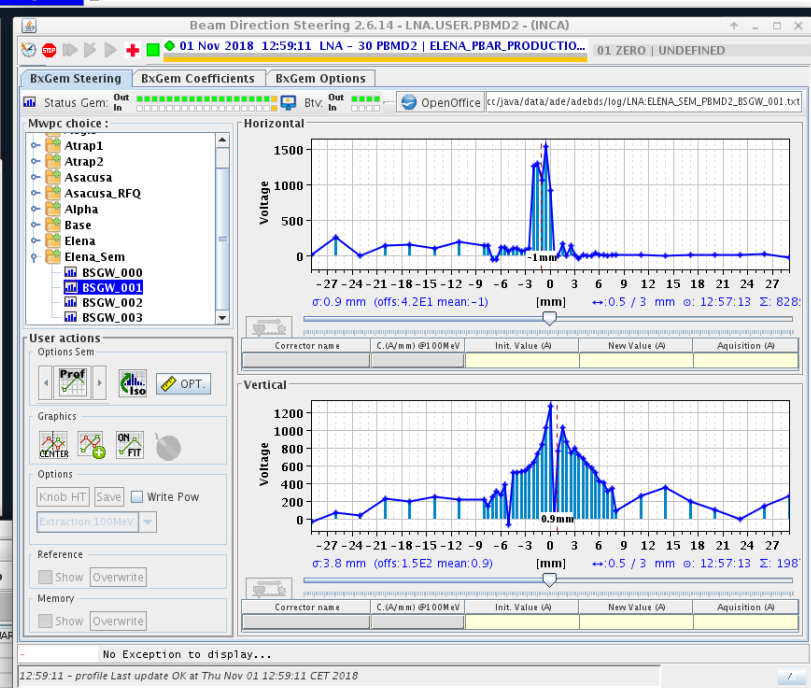 Beam Direction Steering 2.6.14 - LNA.USER.PBMD2 - (INCA)
STOP
01 Nov 2018 12:59:11 LNA - 30 PBMD2 | ELENA_PBAR_PRODUCTIO...
01 ZERO | UNDEFINED
BxGem Steering
BxGem Coefficients
BxGem Options
Status Gem: Out In
Btv: Out In
OpenOffice
cc/java/data/ade/adebds/log/LNA:ELENA_SEM_PBMD2_BSGW_001.txt
Mwpc choice :
Atrap1
Atrap2
Asacusa
Asacusa_RFQ
Alpha
Base
Elena
Elena_Sem
BSGW_000
BSGW_001
BSGW_002
BSGW_003
User actions
Options Sem
Prof
Iso
OPT.
Graphics
CENTER
ON FIT
Options
Knob HT
Save
Write Pow
Extraction 100MeV
Reference
Show
Overwrite
Memory
Show
Overwrite
Horizontal
Voltage
1500
1000
500
0
-1mm
-27 -24 -21 -18 -15 -12 -9 -6 -3 0 3 6 9 12 15 18 21 24 27
σ:0.9 mm (offs:4.2E1 mean:-1)
[mm]
↔:0.5 / 3 mm ⊙: 12:57:13 Σ: 828
Corrector name
C.(A/mm) @100MeV
Init. Value (A)
New Value (A)
Aquisition (A)
Vertical
Voltage
1200
1000
800
600
400
200
0
0.9mm
-27 -24 -21 -18 -15 -12 -9 -6 -3 0 3 6 9 12 15 18 21 24 27
σ:3.8 mm (offs:1.5E2 mean:0.9)
[mm]
↔:0.5 / 3 mm ⊙: 12:57:13 Σ: 198
Corrector name
C.(A/mm) @100MeV
Init. Value (A)
New Value (A)
Aquisition (A)
No Exception to display...
12:59:11 - profile Last update OK at Thu Nov 01 12:59:11 CET 2018